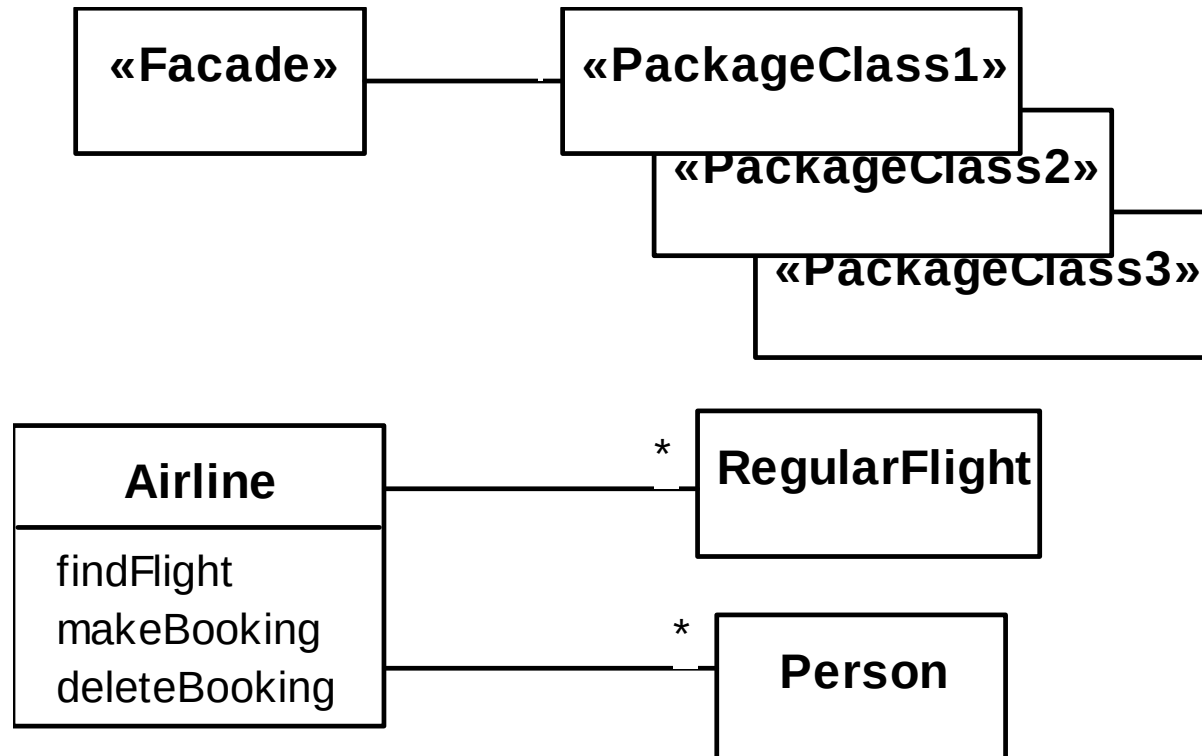 «Facade»
«PackageClass1»
«PackageClass2»
«PackageClass3»
Airline
findFlight
makeBooking
deleteBooking
*
RegularFlight
*
Person